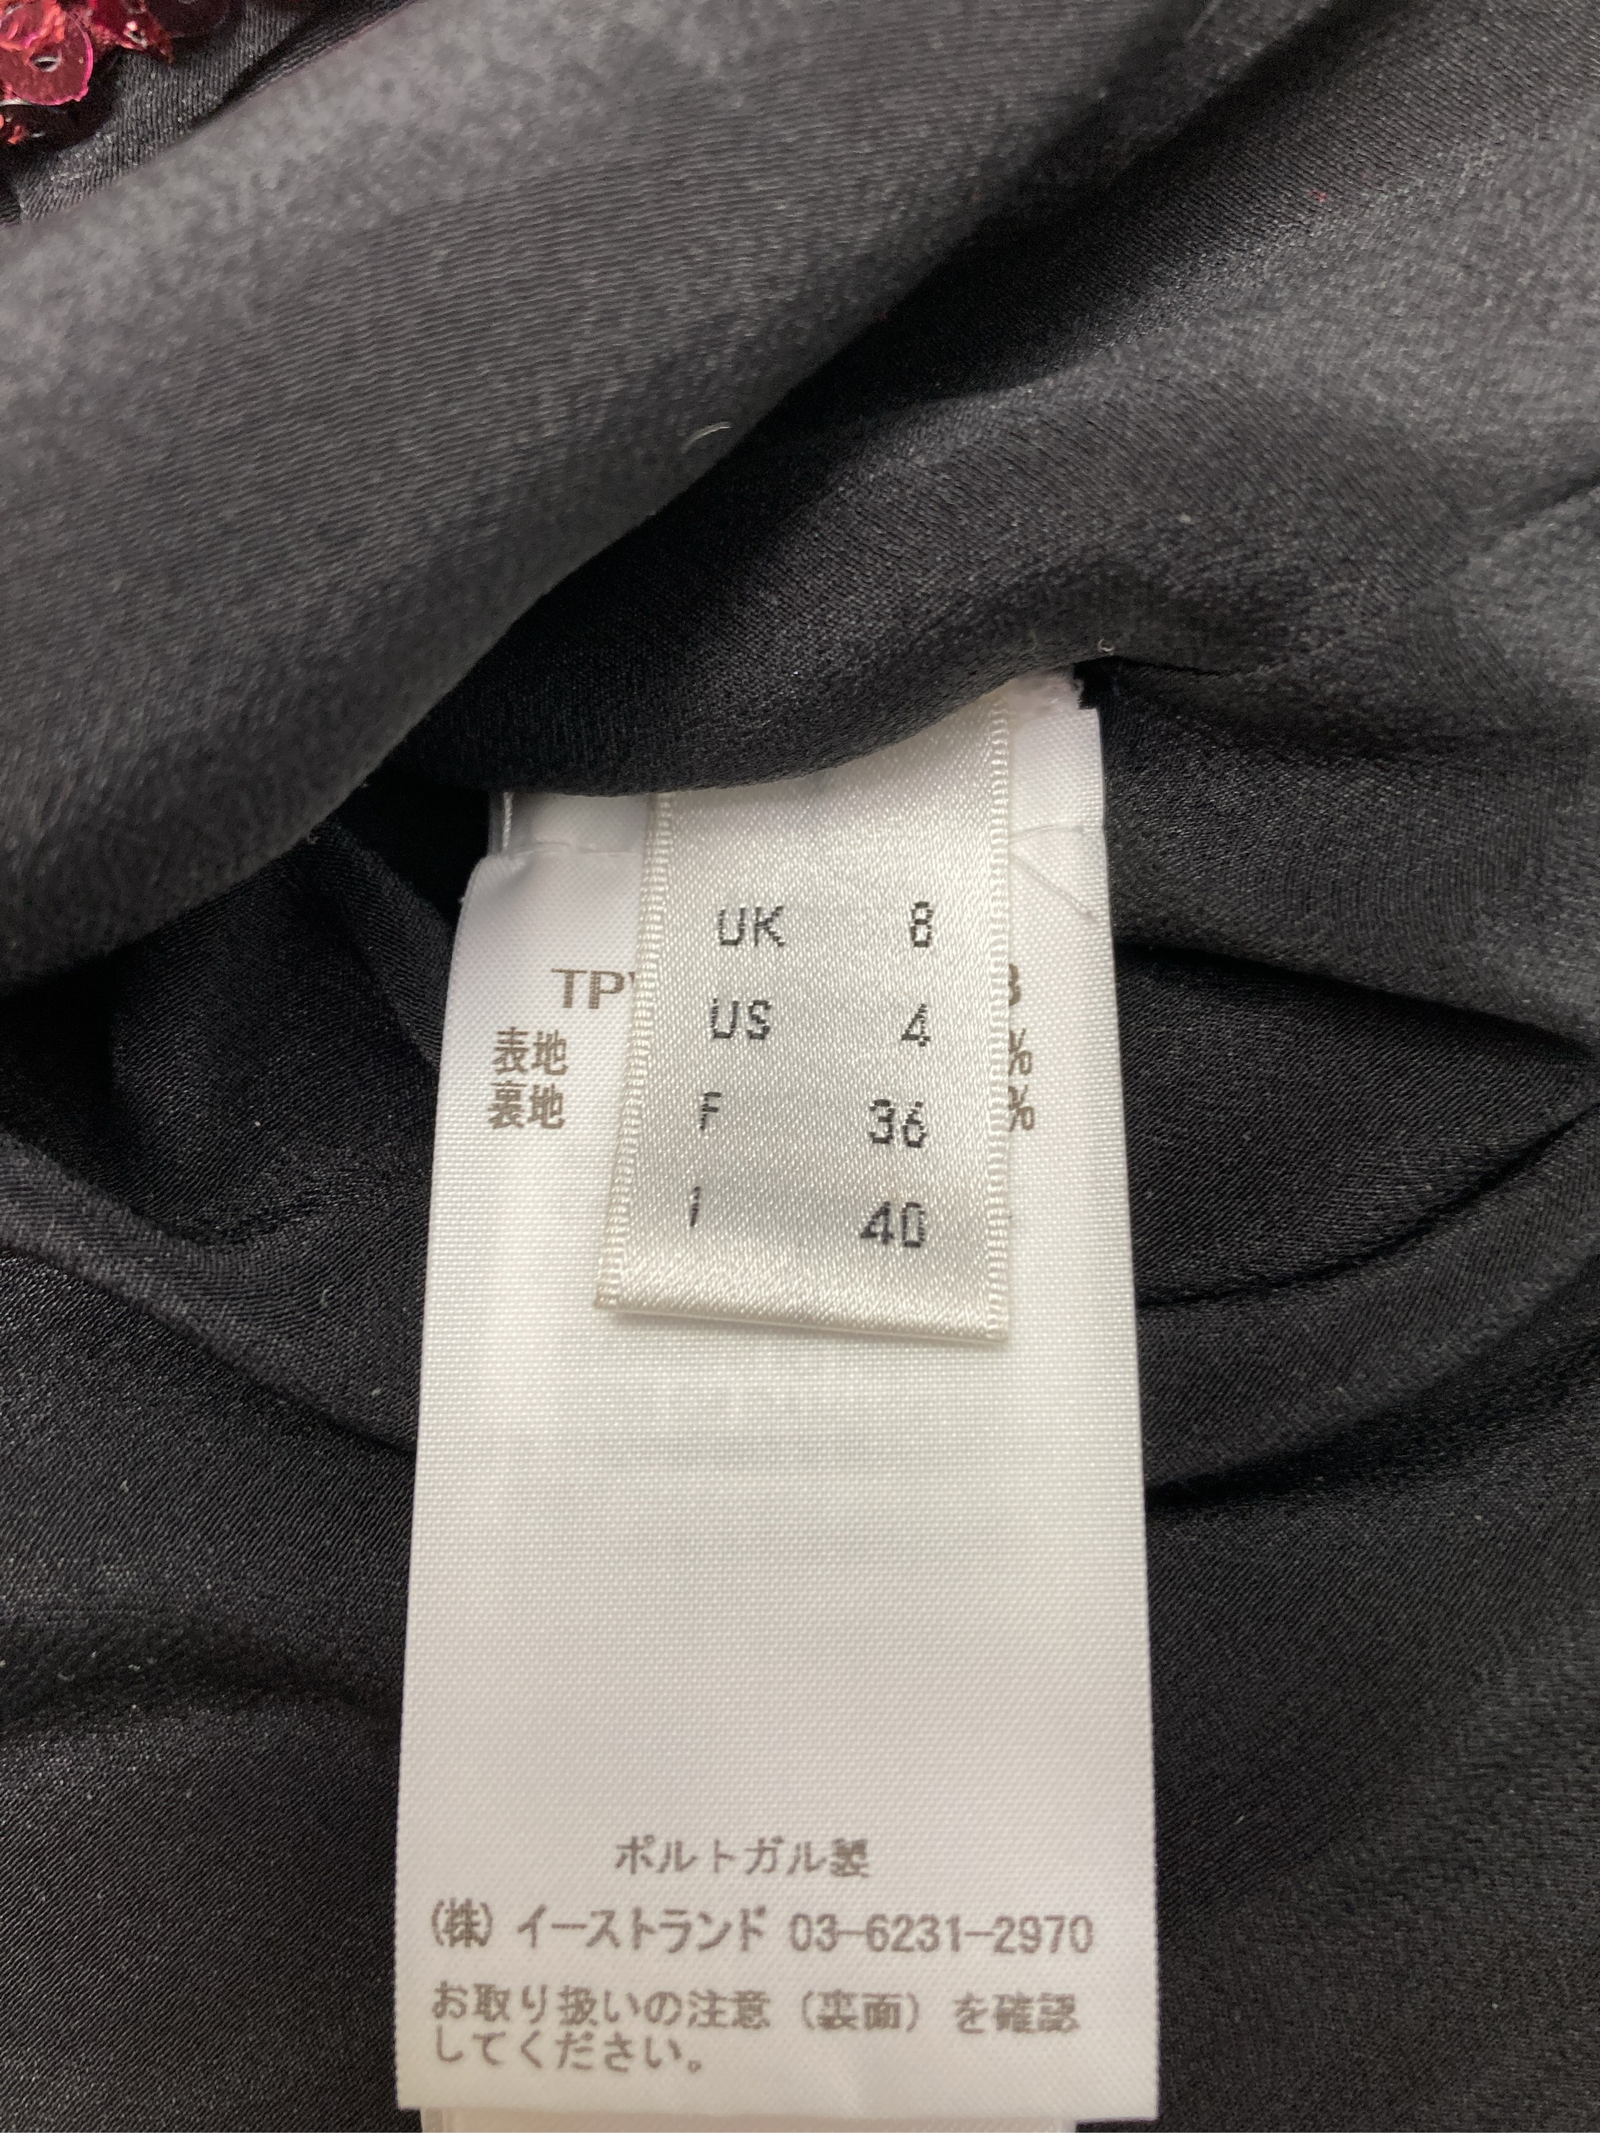 UK 8
US 4
F 36
I 40
TP
表地 %
裏地 %
ポルトガル製
(株) イーストランド 03-6231-2970
お取り扱いの注意 (裏面) を確認
してください。